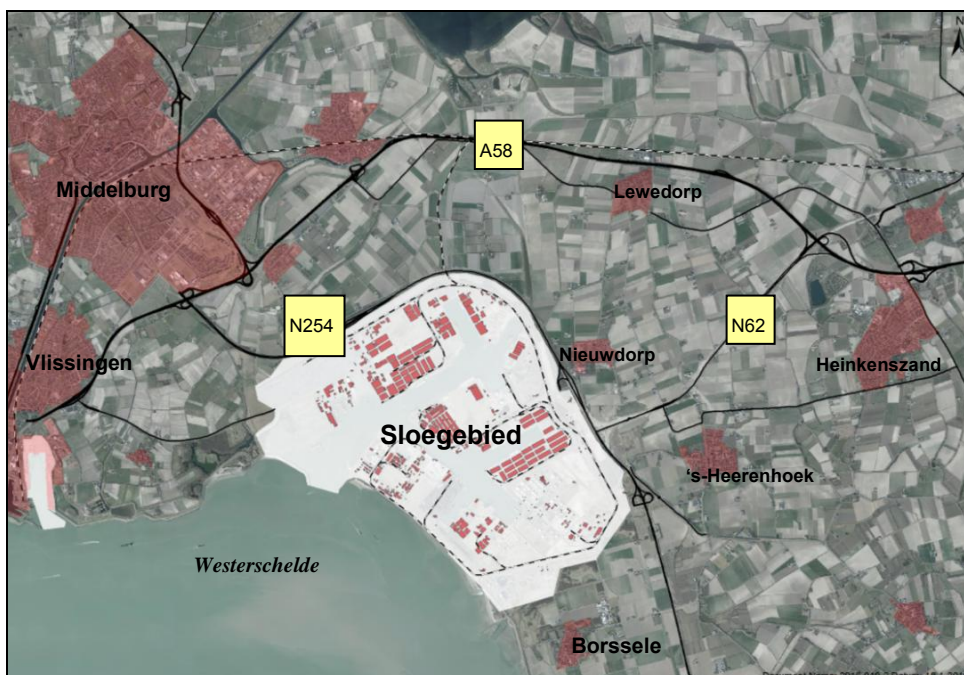 N
A58
Middelburg
Lewedorp
N254
N62
Vlissingen
Nieuwdorp
Heinkenszand
Sloegebied
‘s-Heerenhoek
Westerschelde
Borssele